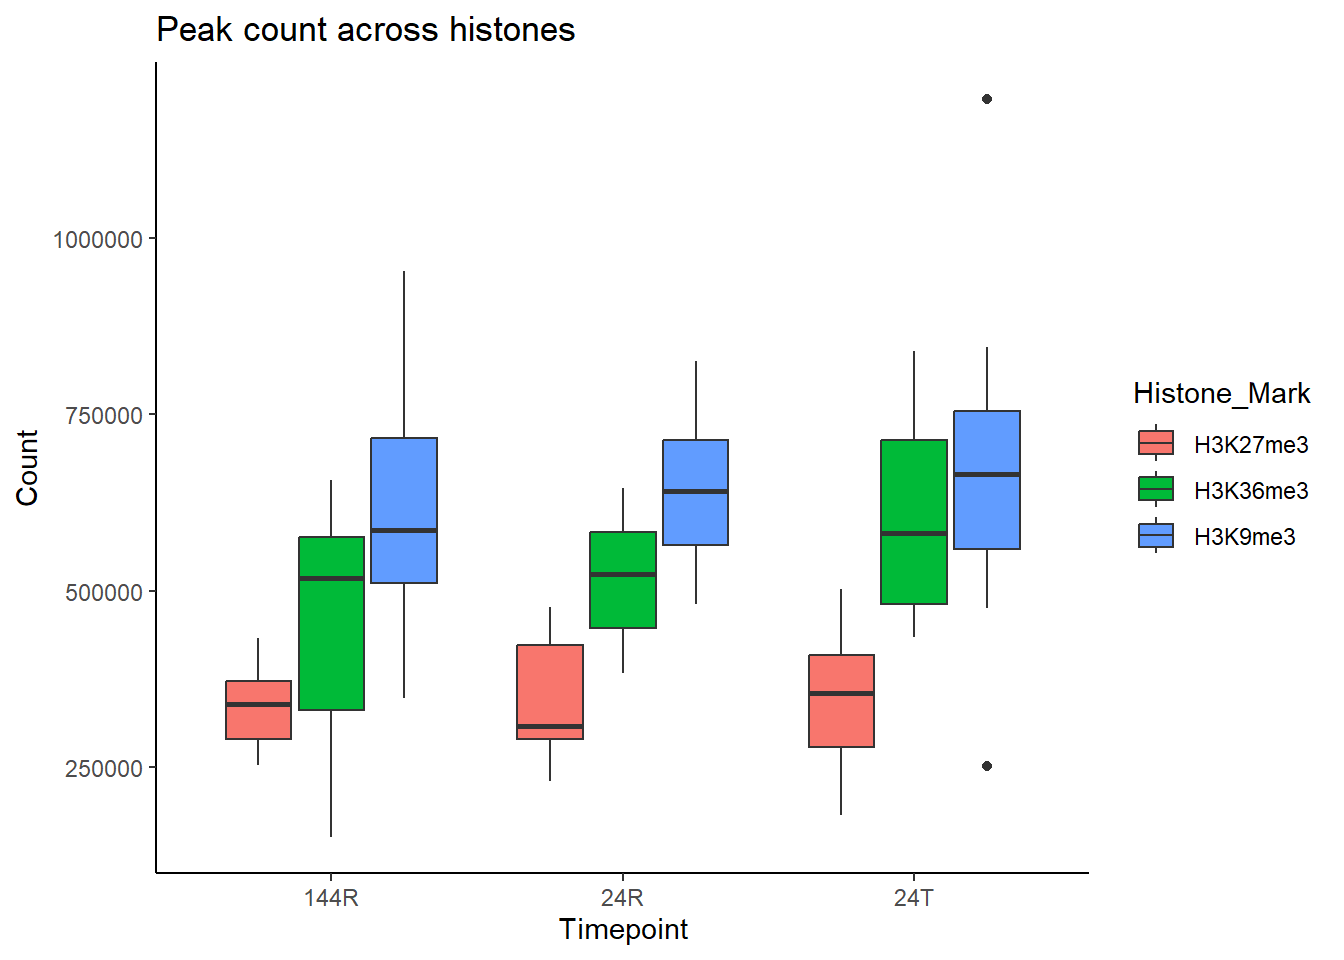 Peak count across histones
Count
1000000
750000
500000
250000
144R
24R
24T
Timepoint
Histone_Mark
H3K27me3
H3K36me3
H3K9me3